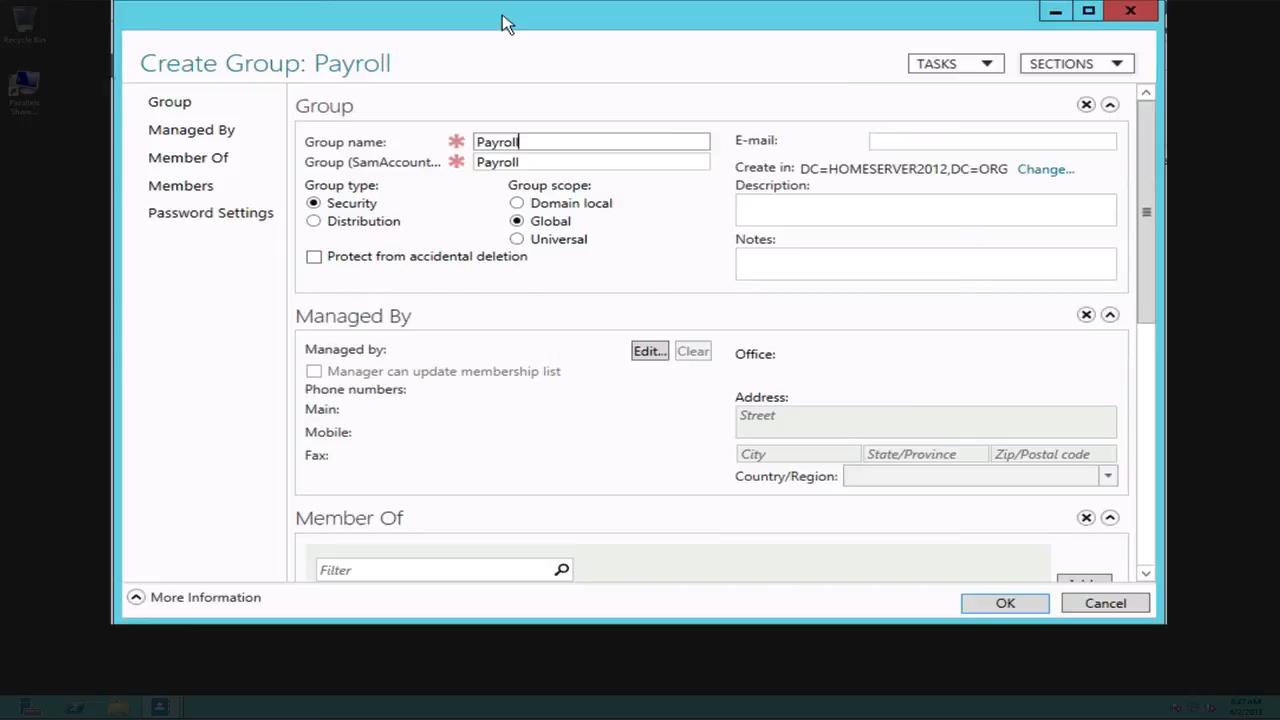 Recycle Bin
Parallels
Share...
Create Group: Payroll
TASKS
SECTIONS
Group
Managed By
Member Of
Members
Password Settings
Group
Group name:
Payroll
Group (SamAccount...
Payroll
Group type:
Group scope:
Security
Domain local
Distribution
Global
Universal
Protect from accidental deletion
E-mail:
Create in: DC=HOMESERVER2012,DC=ORG Change...
Description:
Notes:
Managed By
Managed by:
Edit...
Clear
Manager can update membership list
Phone numbers:
Main:
Mobile:
Fax:
Office:
Address:
Street
City
State/Province
Zip/Postal code
Country/Region:
Member Of
Filter
More Information
OK
Cancel